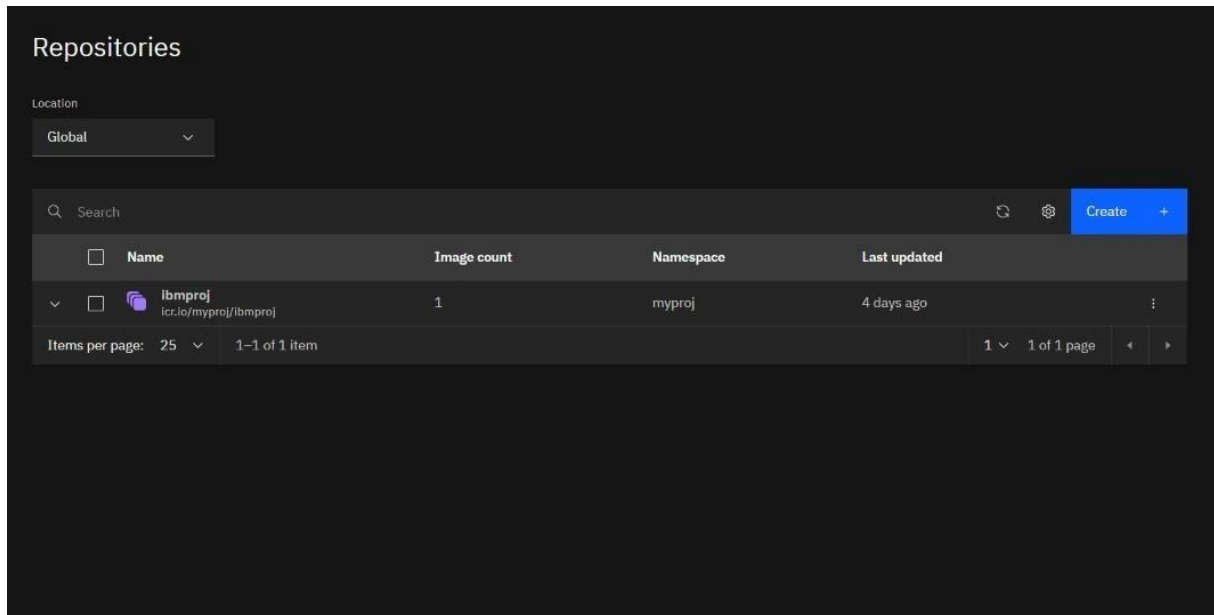 Repositories
Location
Global
Search
Create +
Name Image count Namespace Last updated
ibmproj
icr.io/myproj/ibmproj
1 myproj 4 days ago
Items per page: 25 1–1 of 1 item 1 1 of 1 page